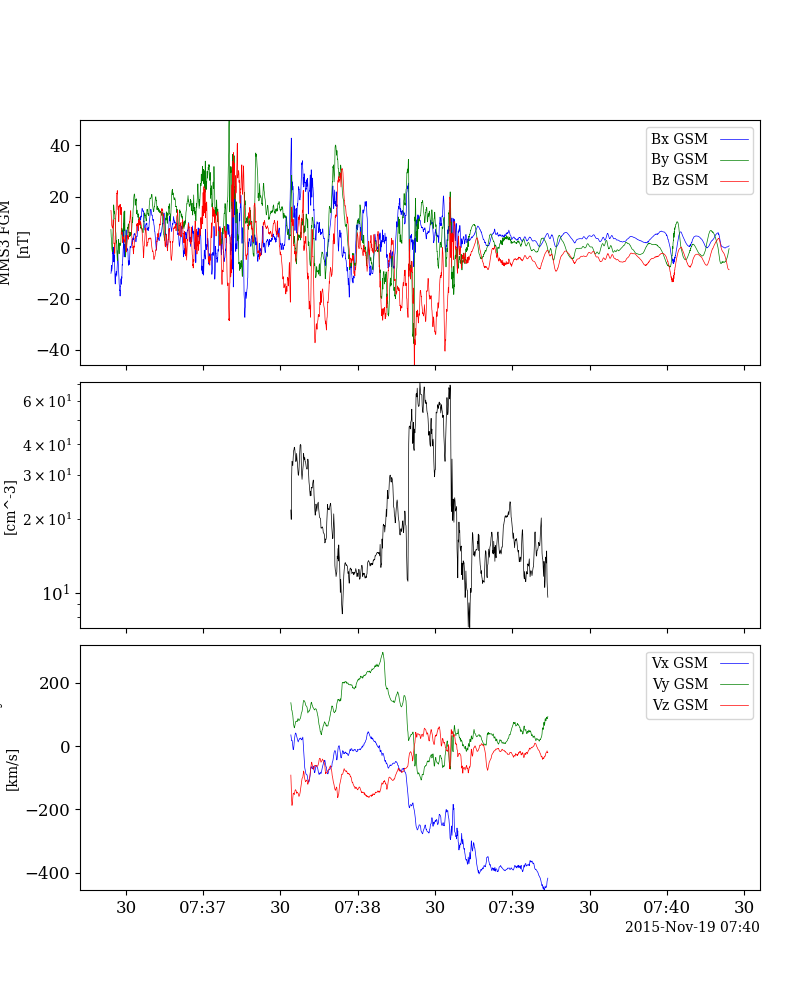 MMS3 FGM
[nT]
40
20
0
−20
−40
Bx GSM
By GSM
Bz GSM
[cm^-3]
6 × 10¹
4 × 10¹
3 × 10¹
2 × 10¹
10¹
[km/s]
200
0
−200
−400
Vx GSM
Vy GSM
Vz GSM
30 07:37 30 07:38 30 07:39 30 07:40 30
2015-Nov-19 07:40